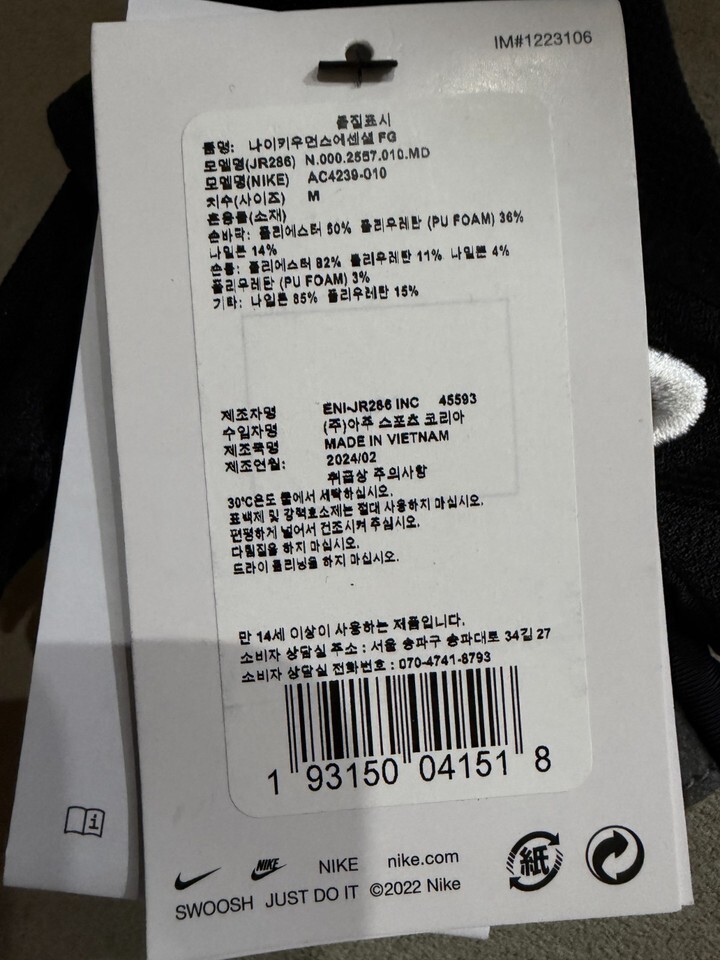 IM#1223106
품질표시
품명: 나이키우먼스에센셜 FG
모델명(JR286) N.000.2557.010.MD
모델명(NIKE) AC4239-010
치수(사이즈) M
혼용률(소재)
손바닥: 폴리에스터 50% 폴리우레탄 (PU FOAM) 36%
나일론 14%
손등: 폴리에스터 82% 폴리우레탄 11% 나일론 4%
폴리우레탄 (PU FOAM) 3%
기타: 나일론 85% 폴리우레탄 15%
제조자명 ENI-JR286 INC 45593
수입자명 (주)아주 스포츠 코리아
제조국명 MADE IN VIETNAM
제조연월: 2024/02
취급상 주의사항
30℃온도 물에서 세탁하십시오.
표백제 및 강력효소제는 절대 사용하지 마십시오.
편평하게 널어서 건조시켜 주십시오.
다림질을 하지 마십시오.
드라이 클리닝을 하지 마십시오.
만 14세 이상이 사용하는 제품입니다.
소비자 상담실 주소 : 서울 송파구 송파대로 34길 27
소비자 상담실 전화번호 : 070-4741-8793
1 93150 04151 8
NIKE NIKE nike.com
SWOOSH JUST DO IT ©2022 Nike
紙